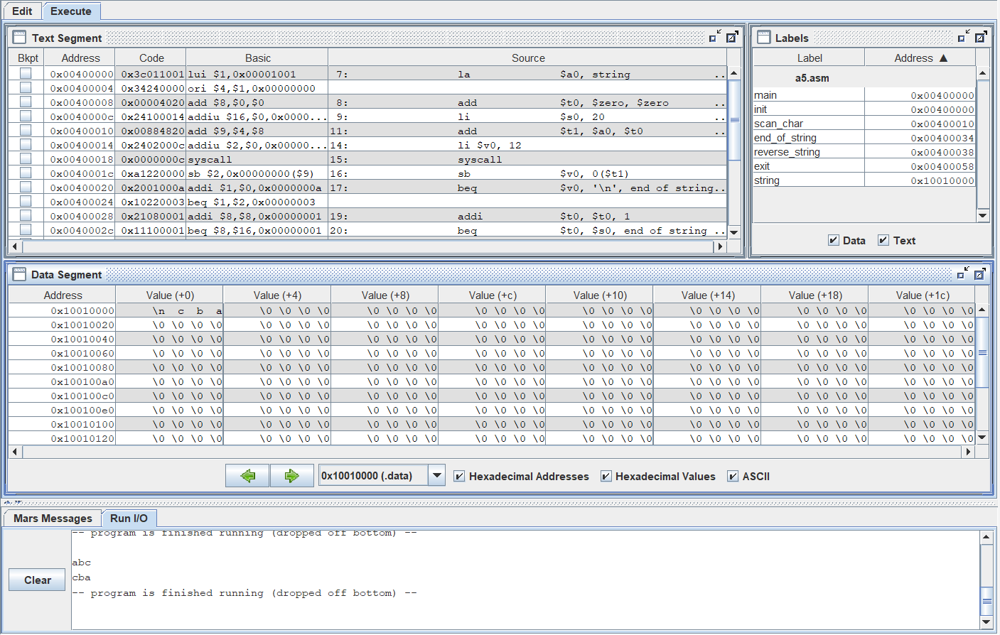 Edit Execute
Text Segment
Bkpt Address Code Basic Source
0x00400000 0x3c011001 lui $1,0x00001001 7: la $a0, string ..
0x00400004 0x34240000 ori $4,$1,0x00000000
0x00400008 0x00004020 add $8,$0,$0 8: add $t0, $zero, $zero ..
0x0040000c 0x24100014 addiu $16,$0,0x0000... 9: li $s0, 20 ..
0x00400010 0x00884820 add $9,$4,$8 11: add $t1, $a0, $t0 ..
0x00400014 0x2402000c addiu $2,$0,0x00000... 14: li $v0, 12
0x00400018 0x0000000c syscall 15: syscall
0x0040001c 0xa1220000 sb $2,0x00000000($9) 16: sb $v0, 0($t1)
0x00400020 0x2001000a addi $1,$0,0x0000000a 17: beq $v0, '\n', end_of_string..
0x00400024 0x10220003 beq $1,$2,0x00000003
0x00400028 0x21080001 addi $8,$8,0x00000001 19: addi $t0, $t0, 1
0x0040002c 0x11100001 beq $8,$16,0x00000001 20: beq $t0, $s0, end_of_string ..
Labels
Label Address ▲
a5.asm
main 0x00400000
init 0x00400000
scan_char 0x00400010
end_of_string 0x00400034
reverse_string 0x00400038
exit 0x00400058
string 0x10010000
Data Text
Data Segment
Address Value (+0) Value (+4) Value (+8) Value (+c) Value (+10) Value (+14) Value (+18) Value (+1c)
0x10010000 \n c b a \0 \0 \0 \0 \0 \0 \0 \0 \0 \0 \0 \0 \0 \0 \0 \0 \0 \0 \0 \0 \0 \0 \0 \0 \0 \0 \0 \0
0x10010020 \0 \0 \0 \0 \0 \0 \0 \0 \0 \0 \0 \0 \0 \0 \0 \0 \0 \0 \0 \0 \0 \0 \0 \0 \0 \0 \0 \0 \0 \0 \0 \0
0x10010040 \0 \0 \0 \0 \0 \0 \0 \0 \0 \0 \0 \0 \0 \0 \0 \0 \0 \0 \0 \0 \0 \0 \0 \0 \0 \0 \0 \0 \0 \0 \0 \0
0x10010060 \0 \0 \0 \0 \0 \0 \0 \0 \0 \0 \0 \0 \0 \0 \0 \0 \0 \0 \0 \0 \0 \0 \0 \0 \0 \0 \0 \0 \0 \0 \0 \0
0x10010080 \0 \0 \0 \0 \0 \0 \0 \0 \0 \0 \0 \0 \0 \0 \0 \0 \0 \0 \0 \0 \0 \0 \0 \0 \0 \0 \0 \0 \0 \0 \0 \0
0x100100a0 \0 \0 \0 \0 \0 \0 \0 \0 \0 \0 \0 \0 \0 \0 \0 \0 \0 \0 \0 \0 \0 \0 \0 \0 \0 \0 \0 \0 \0 \0 \0 \0
0x100100c0 \0 \0 \0 \0 \0 \0 \0 \0 \0 \0 \0 \0 \0 \0 \0 \0 \0 \0 \0 \0 \0 \0 \0 \0 \0 \0 \0 \0 \0 \0 \0 \0
0x100100e0 \0 \0 \0 \0 \0 \0 \0 \0 \0 \0 \0 \0 \0 \0 \0 \0 \0 \0 \0 \0 \0 \0 \0 \0 \0 \0 \0 \0 \0 \0 \0 \0
0x10010100 \0 \0 \0 \0 \0 \0 \0 \0 \0 \0 \0 \0 \0 \0 \0 \0 \0 \0 \0 \0 \0 \0 \0 \0 \0 \0 \0 \0 \0 \0 \0 \0
0x10010120 \0 \0 \0 \0 \0 \0 \0 \0 \0 \0 \0 \0 \0 \0 \0 \0 \0 \0 \0 \0 \0 \0 \0 \0 \0 \0 \0 \0 \0 \0 \0 \0
0x10010000 (.data) Hexadecimal Addresses Hexadecimal Values ASCII
Mars Messages Run I/O
-- program is finished running (dropped off bottom) --
abc
cba
-- program is finished running (dropped off bottom) --
Clear